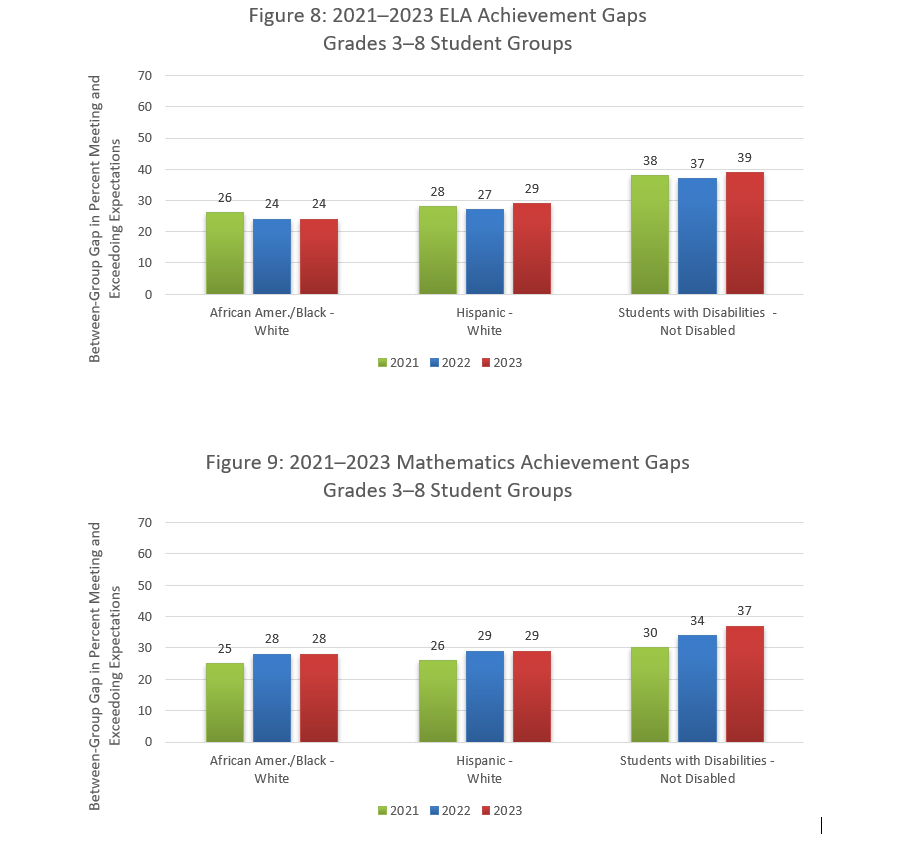 Figure 8: 2021–2023 ELA Achievement Gaps
Grades 3–8 Student Groups
Between-Group Gap in Percent Meeting and
Exceedoing Expectations
70
60
50
40
30
20
10
0
26
24
24
28
27
29
38
37
39
African Amer./Black -
White
Hispanic -
White
Students with Disabilities -
Not Disabled
2021
2022
2023
Figure 9: 2021–2023 Mathematics Achievement Gaps
Grades 3–8 Student Groups
Between-Group Gap in Percent Meeting and
Exceedoing Expectations
70
60
50
40
30
20
10
0
25
28
28
26
29
29
30
34
37
African Amer./Black -
White
Hispanic -
White
Students with Disabilities -
Not Disabled
2021
2022
2023